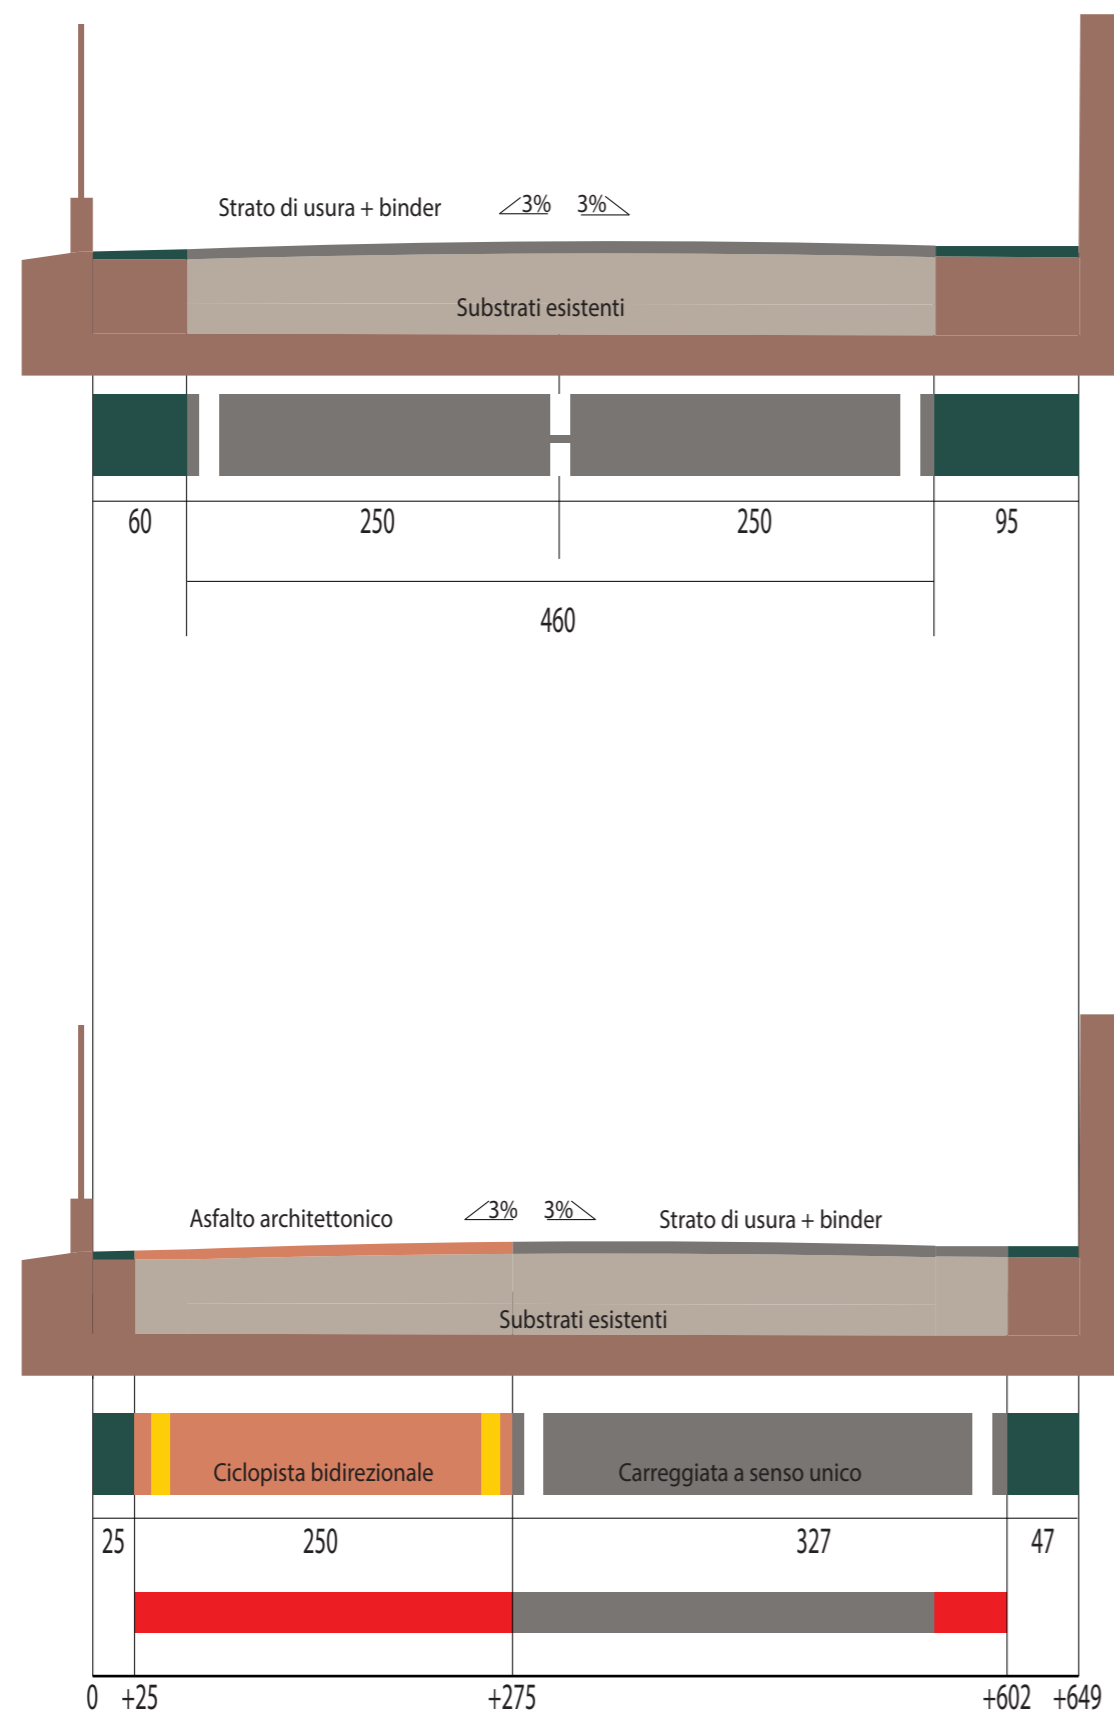 Strato di usura + binder 3% 3%
Substrati esistenti
60 250 250 95
460
Asfalto architettonico 3% 3% Strato di usura + binder
Substrati esistenti
Ciclopista bidirezionale Carreggiata a senso unico
25 250 327 47
0 +25 +275 +602 +649